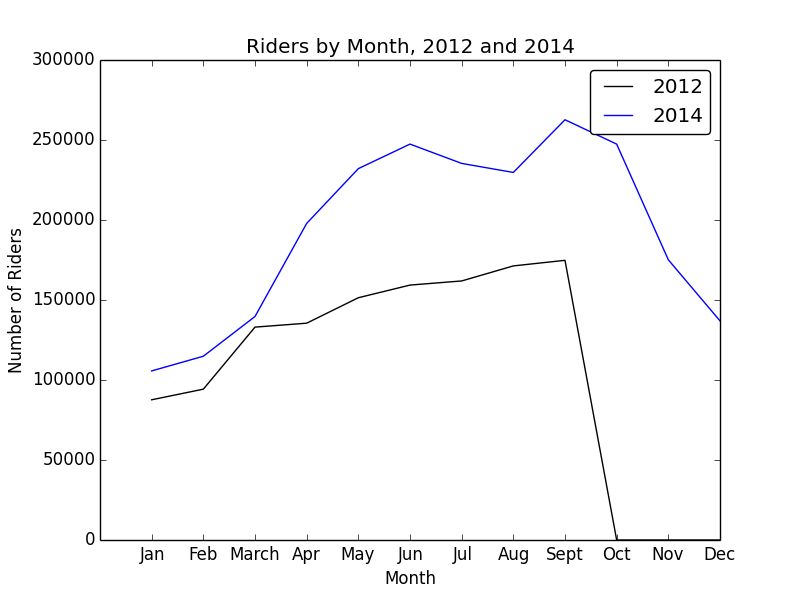 Riders by Month, 2012 and 2014
300000
250000
200000
150000
100000
50000
0
Number of Riders
2012
2014
Jan Feb March Apr May Jun Jul Aug Sept Oct Nov Dec
Month